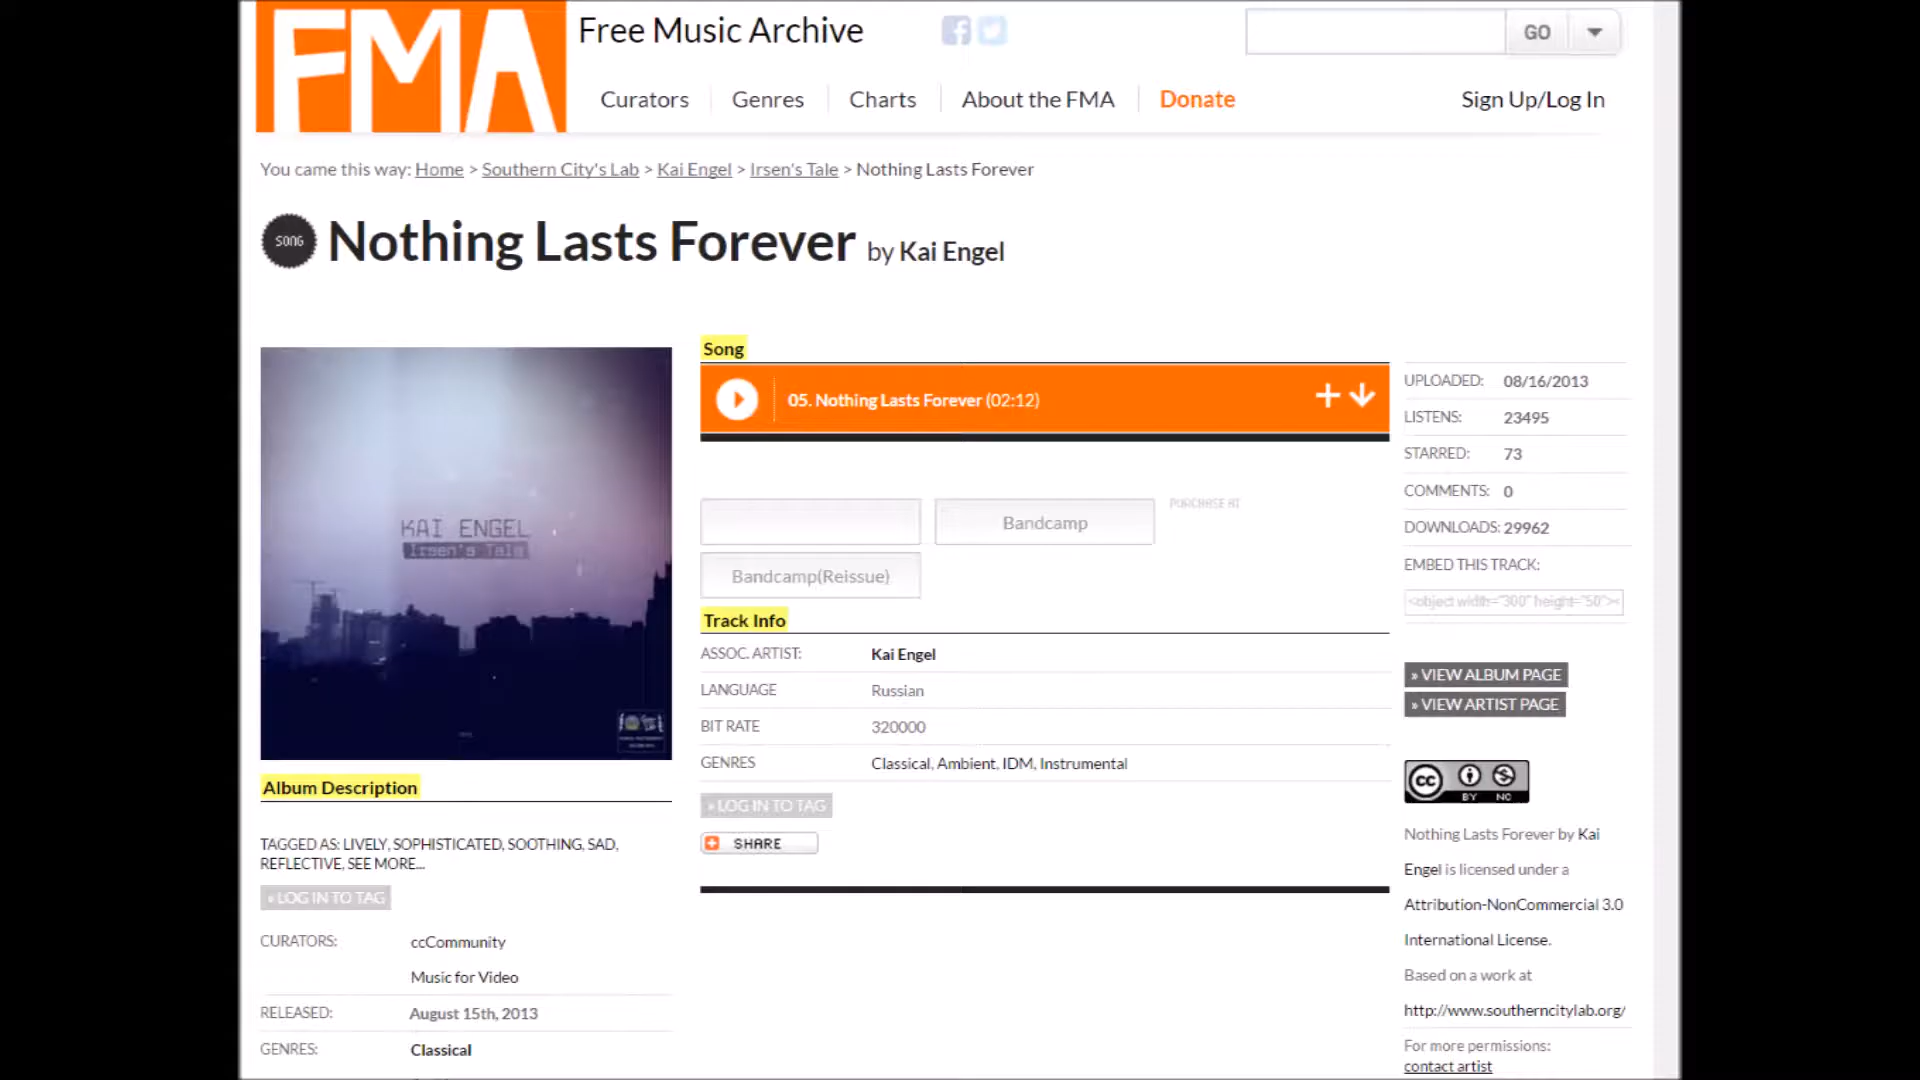 FMA
Free Music Archive
GO
Curators
Genres
Charts
About the FMA
Donate
Sign Up/Log In
You came this way: Home > Southern City's Lab > Kai Engel > Irsen's Tale > Nothing Lasts Forever
SONG
Nothing Lasts Forever by Kai Engel
KAI ENGEL
Irsen's Tale
Album Description
TAGGED AS: LIVELY, SOPHISTICATED, SOOTHING, SAD,
REFLECTIVE, SEE MORE...
» LOG IN TO TAG
CURATORS: ccCommunity
Music for Video
RELEASED: August 15th, 2013
GENRES: Classical
Song
05. Nothing Lasts Forever (02:12)
Bandcamp
PURCHASE AT
Bandcamp(Reissue)
Track Info
ASSOC. ARTIST: Kai Engel
LANGUAGE Russian
BIT RATE 320000
GENRES Classical, Ambient, IDM, Instrumental
» LOG IN TO TAG
SHARE
UPLOADED: 08/16/2013
LISTENS: 23495
STARRED: 73
COMMENTS: 0
DOWNLOADS: 29962
EMBED THIS TRACK:
<object width="300" height="50"><
» VIEW ALBUM PAGE
» VIEW ARTIST PAGE
CC BY NC
Nothing Lasts Forever by Kai
Engel is licensed under a
Attribution-NonCommercial 3.0
International License.
Based on a work at
http://www.southerncitylab.org/
For more permissions:
contact artist